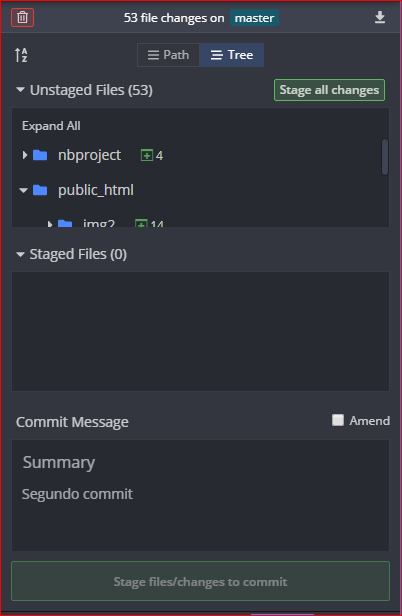 53 file changes on master
A
Z
Path
Tree
Unstaged Files (53)
Stage all changes
Expand All
nbproject
4
public_html
img2
14
Staged Files (0)
Commit Message
Amend
Summary
Segundo commit
Stage files/changes to commit